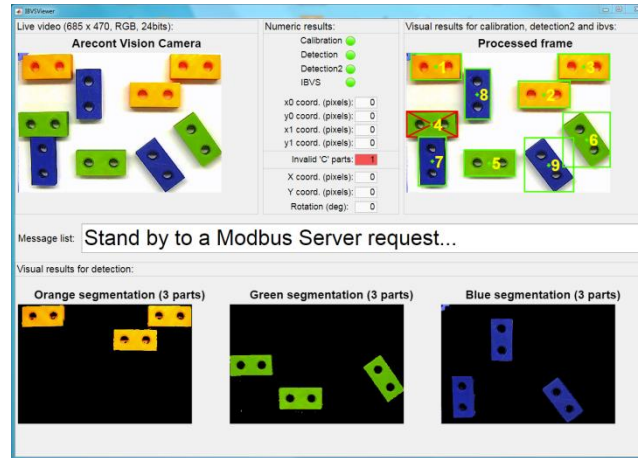 IBVSViewer
Live video (685 x 470, RGB, 24bits):
Arecont Vision Camera
Numeric results:
Calibration
Detection
Detection2
IBVS
x0 coord. (pixels): 0
y0 coord. (pixels): 0
x1 coord. (pixels): 0
y1 coord. (pixels): 0
Invalid 'C' parts: 1
X coord. (pixels): 0
Y coord. (pixels): 0
Rotation (deg): 0
Visual results for calibration, detection2 and ibvs:
Processed frame
1
3
8
2
4
6
7
5
9
Message list: Stand by to a Modbus Server request...
Visual results for detection:
Orange segmentation (3 parts)
Green segmentation (3 parts)
Blue segmentation (3 parts)